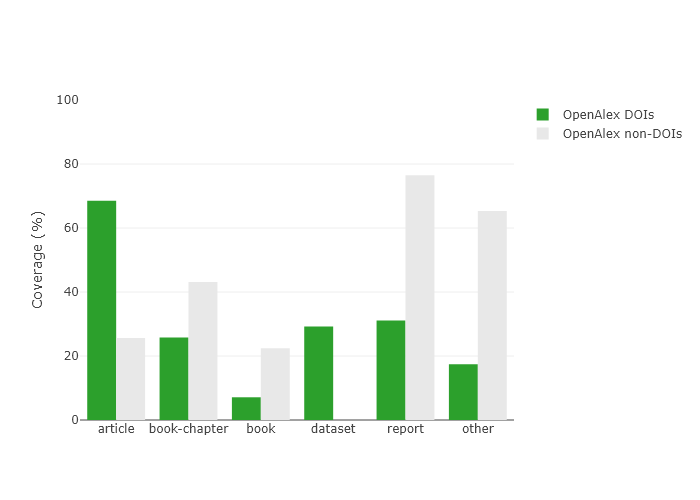 100
80
60
40
20
0
Coverage (%)
article
book-chapter
book
dataset
report
other
OpenAlex DOIs
OpenAlex non-DOIs